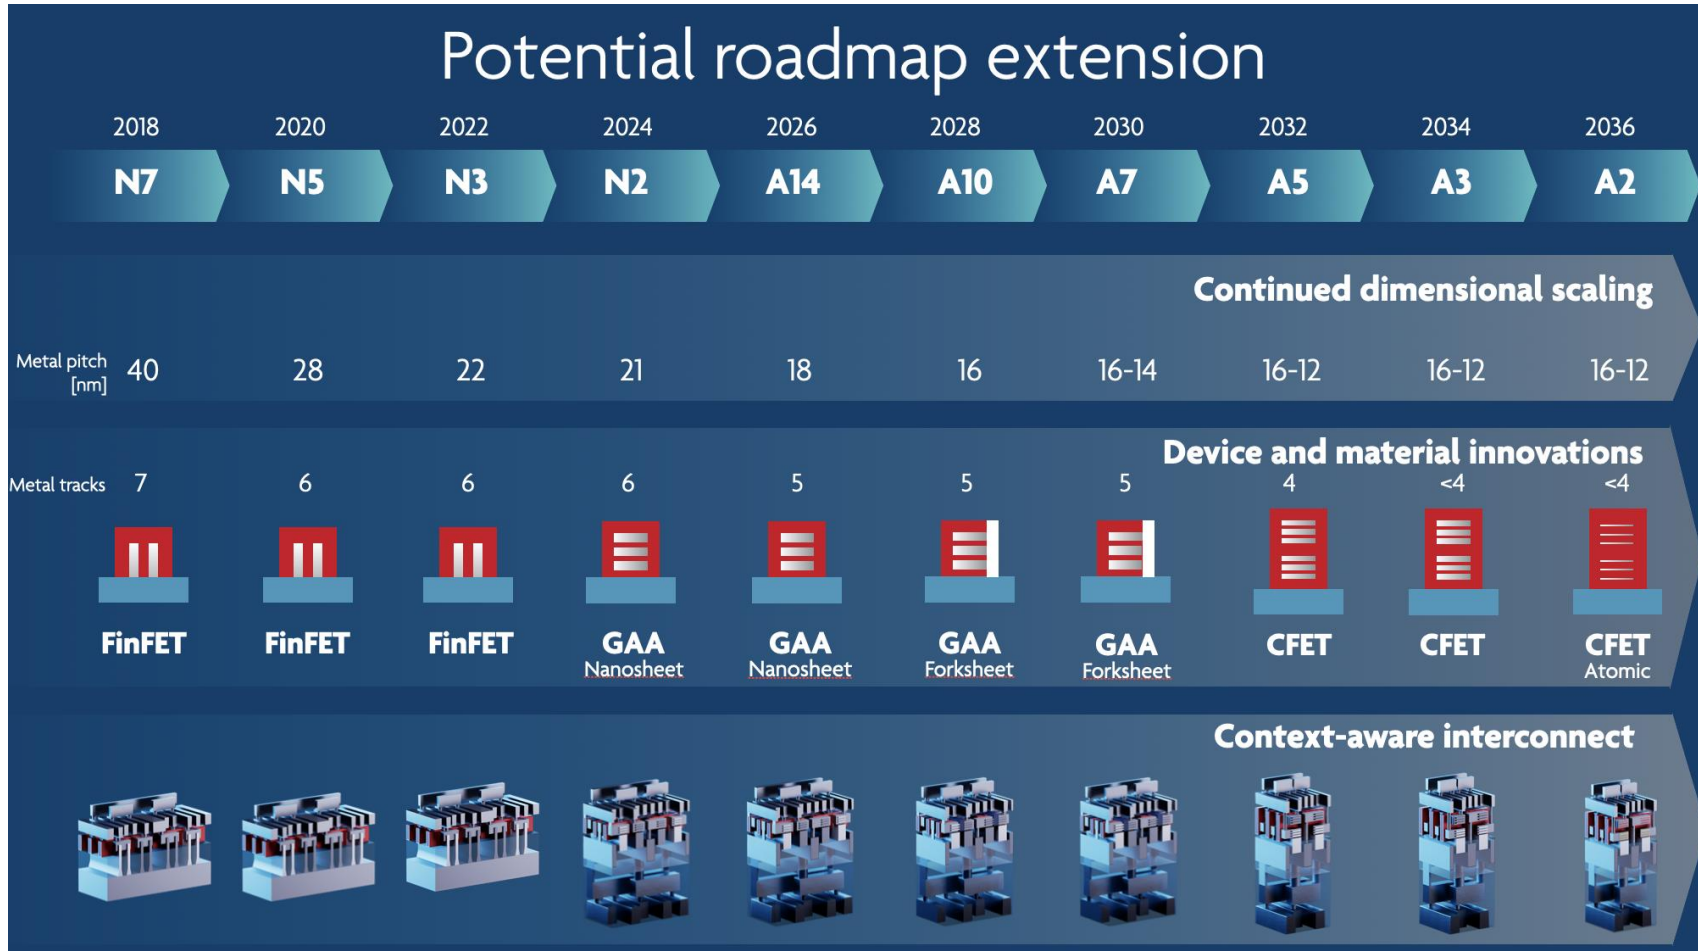 Potential roadmap extension
2018 2020 2022 2024 2026 2028 2030 2032 2034 2036
N7 N5 N3 N2 A14 A10 A7 A5 A3 A2
Continued dimensional scaling
Metal pitch
[nm]
40 28 22 21 18 16 16-14 16-12 16-12 16-12
Device and material innovations
Metal tracks 7 6 6 6 5 5 5 4 <4 <4
FinFET FinFET FinFET GAA GAA GAA GAA CFET CFET CFET
Nanosheet Nanosheet Forksheet Forksheet Atomic
Context-aware interconnect